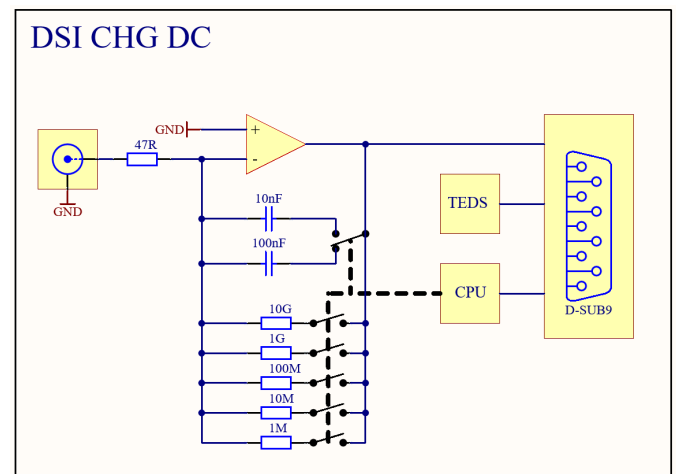 DSI CHG DC
GND
+
47R
-
GND
10nF
TEDS
100nF
CPU
10G
D-SUB9
1G
100M
10M
1M